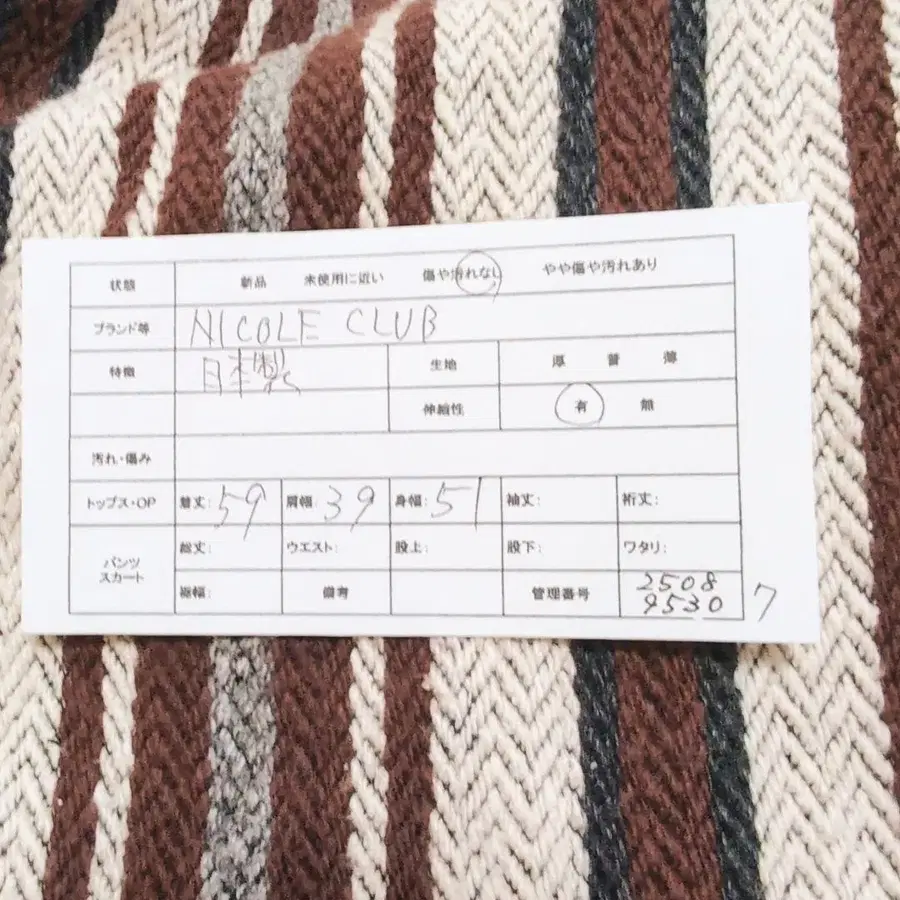 状態 新品 未使用に近い 傷や汚れなし やや傷や汚れあり
ブランド等 NICOLE CLUB
特徴 日本製 生地 厚 普 薄
伸縮性 有 無
汚れ・傷み
トップス・OP 着丈: 59 肩幅: 39 身幅: 51 袖丈: 裄丈:
パンツ スカート 総丈: ウエスト: 股上: 股下: ワタリ:
裾幅: 備考 管理番号 2508 9530 7